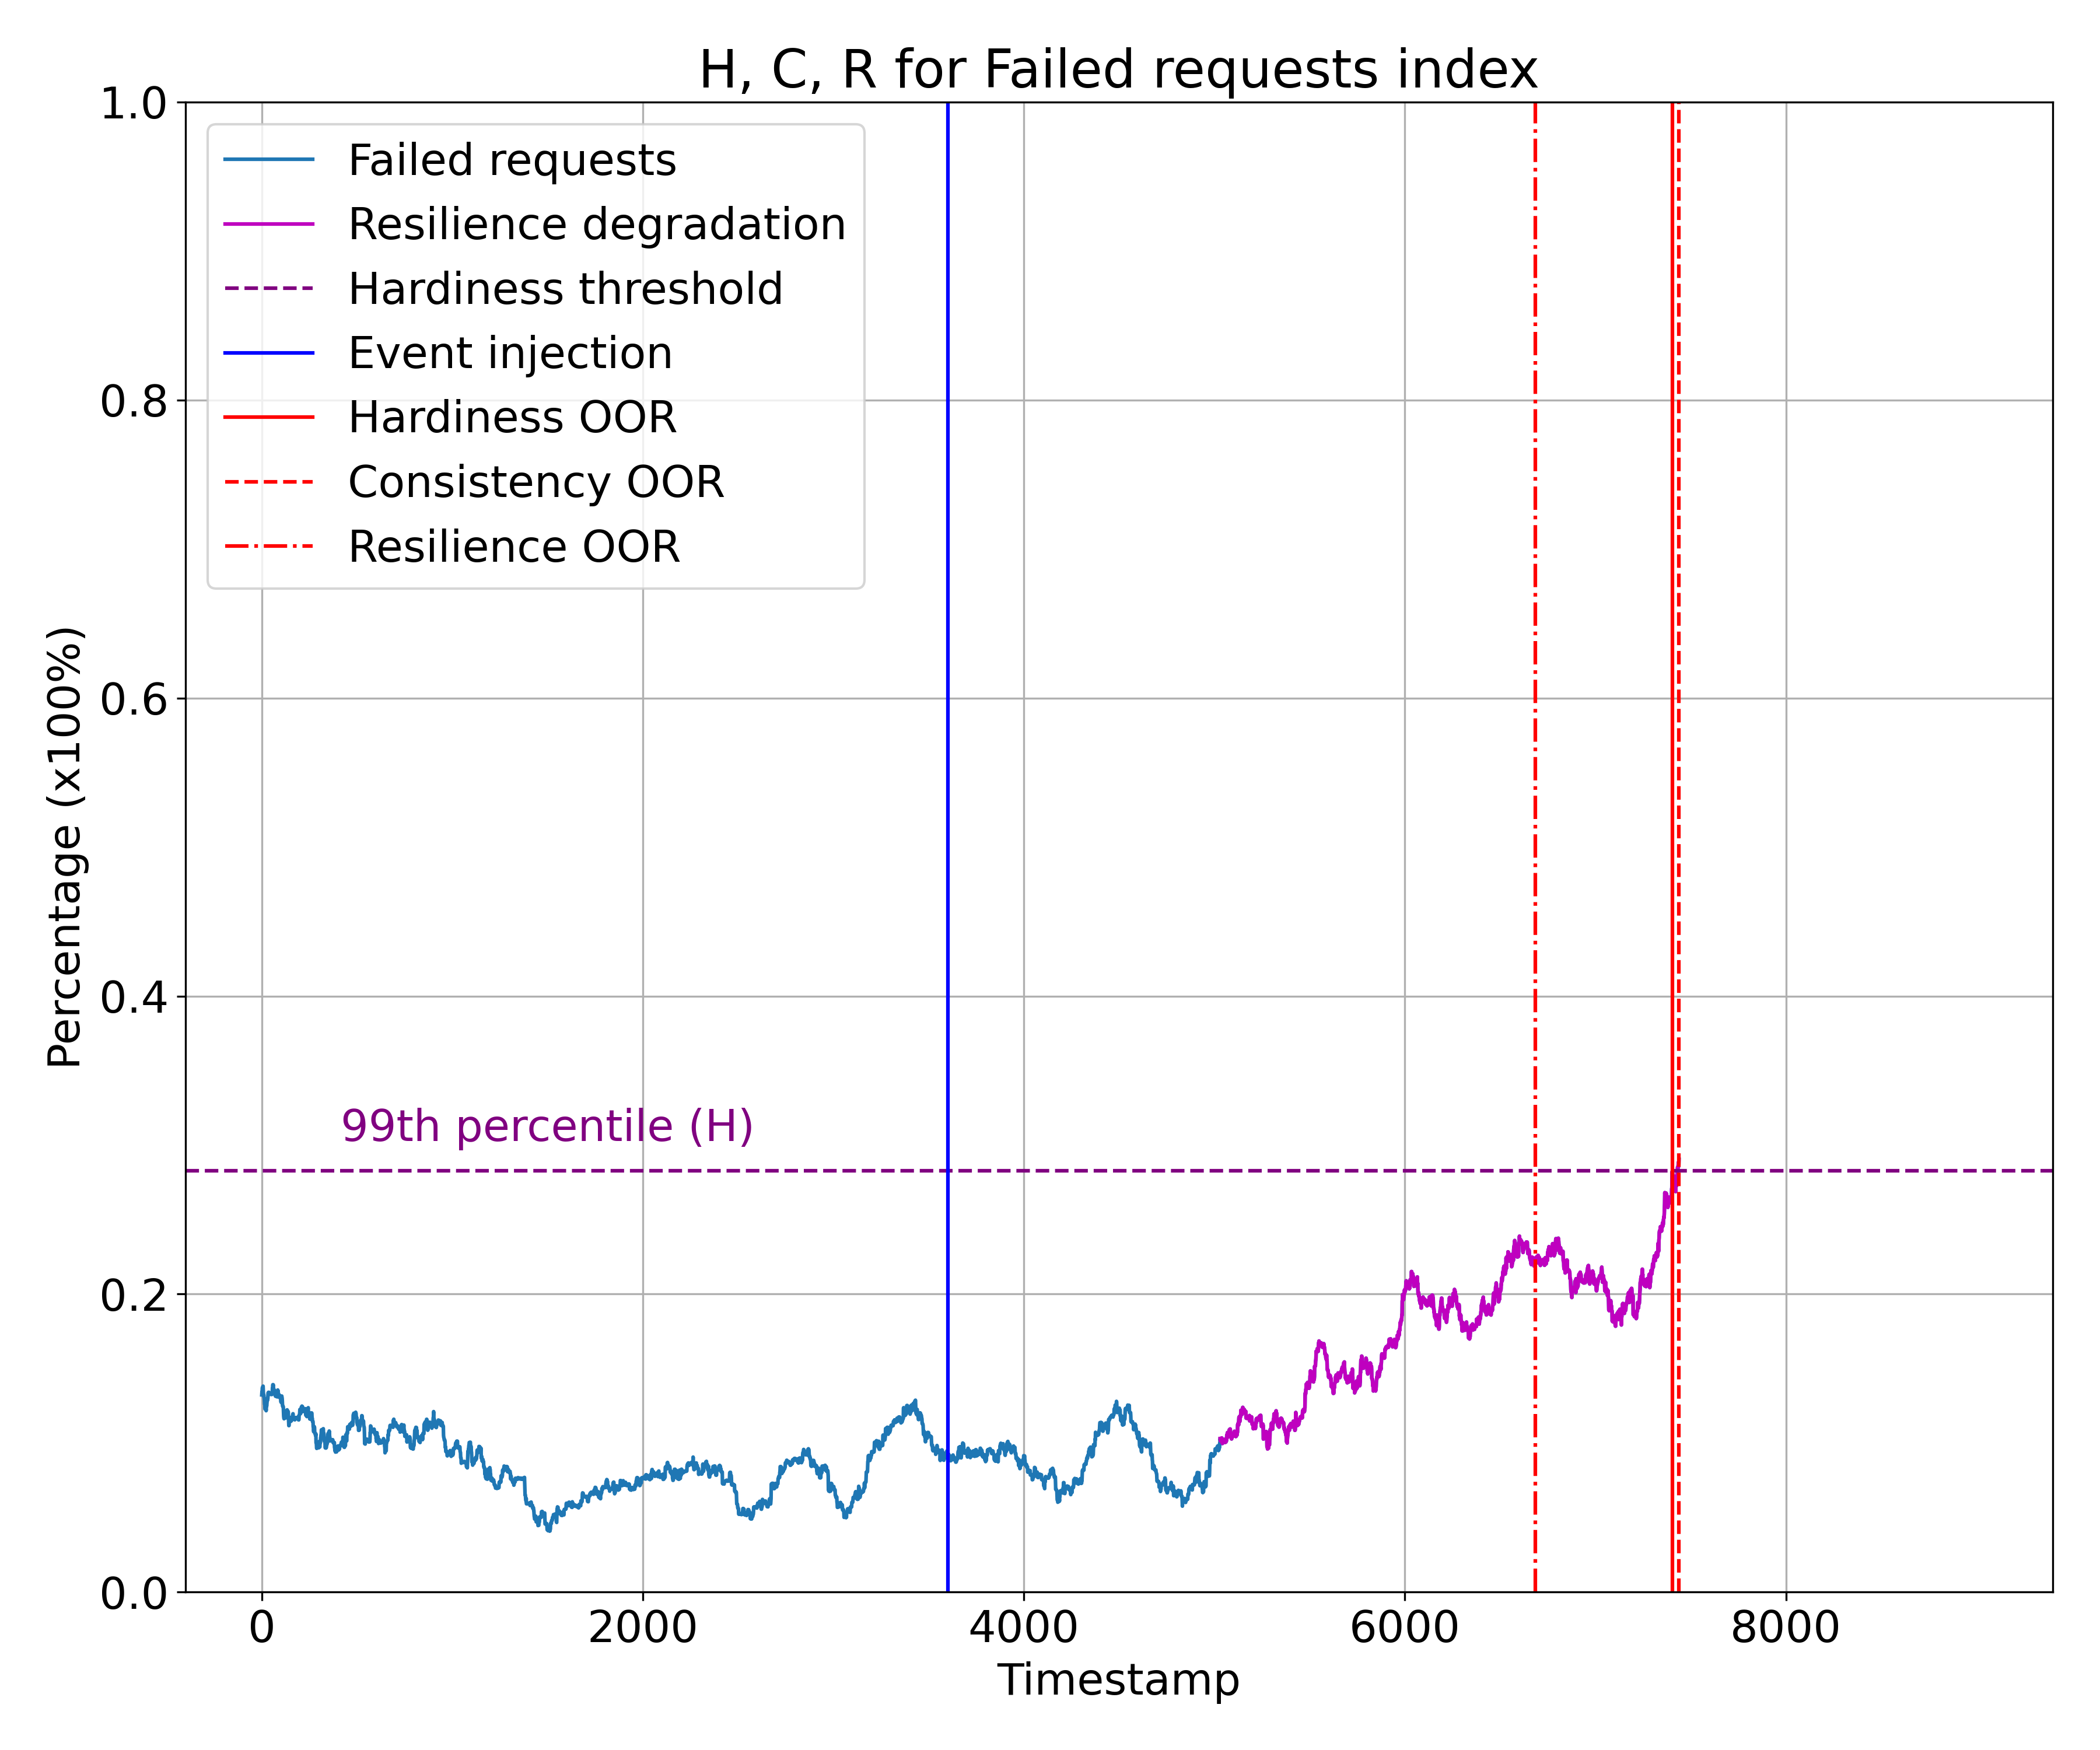 H, C, R for Failed requests index
1.0
0.8
0.6
0.4
0.2
0.0
Percentage (x100%)
Failed requests
Resilience degradation
Hardiness threshold
Event injection
Hardiness OOR
Consistency OOR
Resilience OOR
99th percentile (H)
0 2000 4000 6000 8000
Timestamp